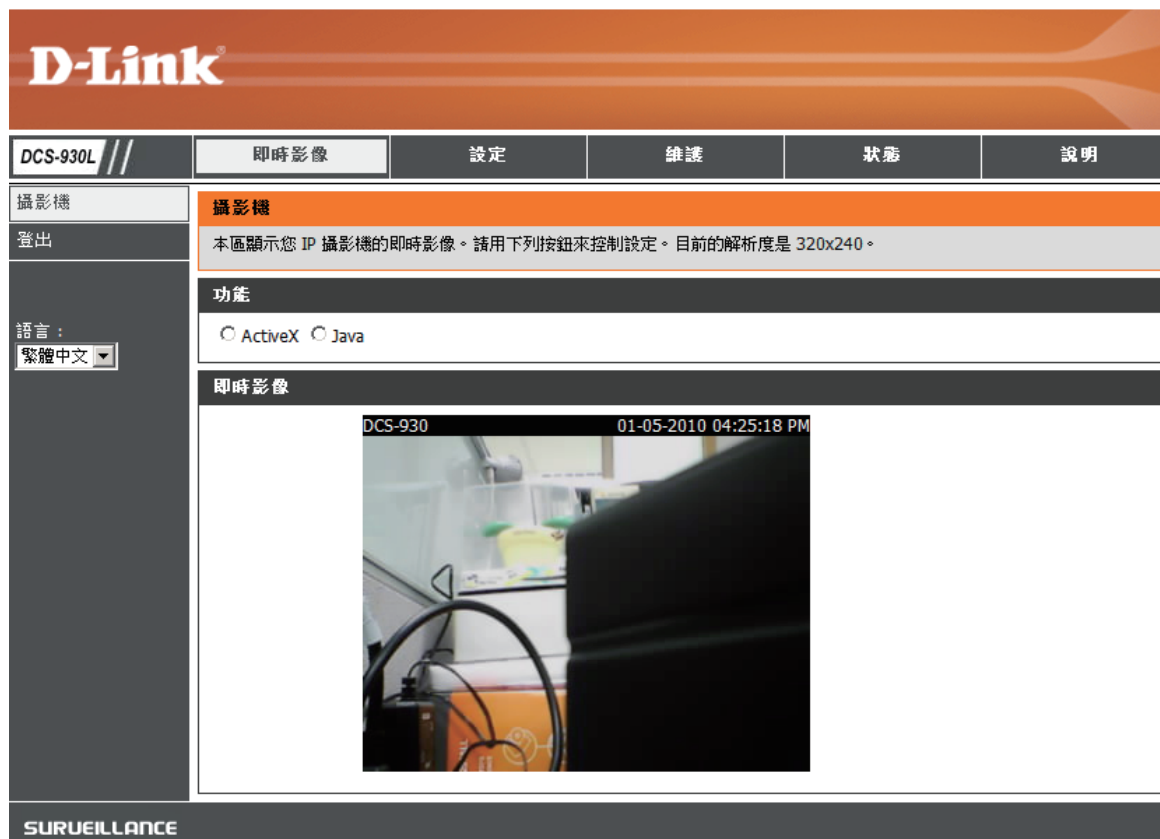 D-Link®
DCS-930L
即時影像
設定
維護
狀態
說明
攝影機
登出
語言：
繁體中文
攝影機
本區顯示您 IP 攝影機的即時影像。請用下列按鈕來控制設定。目前的解析度是 320x240。
功能
ActiveX Java
即時影像
DCS-930 01-05-2010 04:25:18 PM
SURVEILLANCE